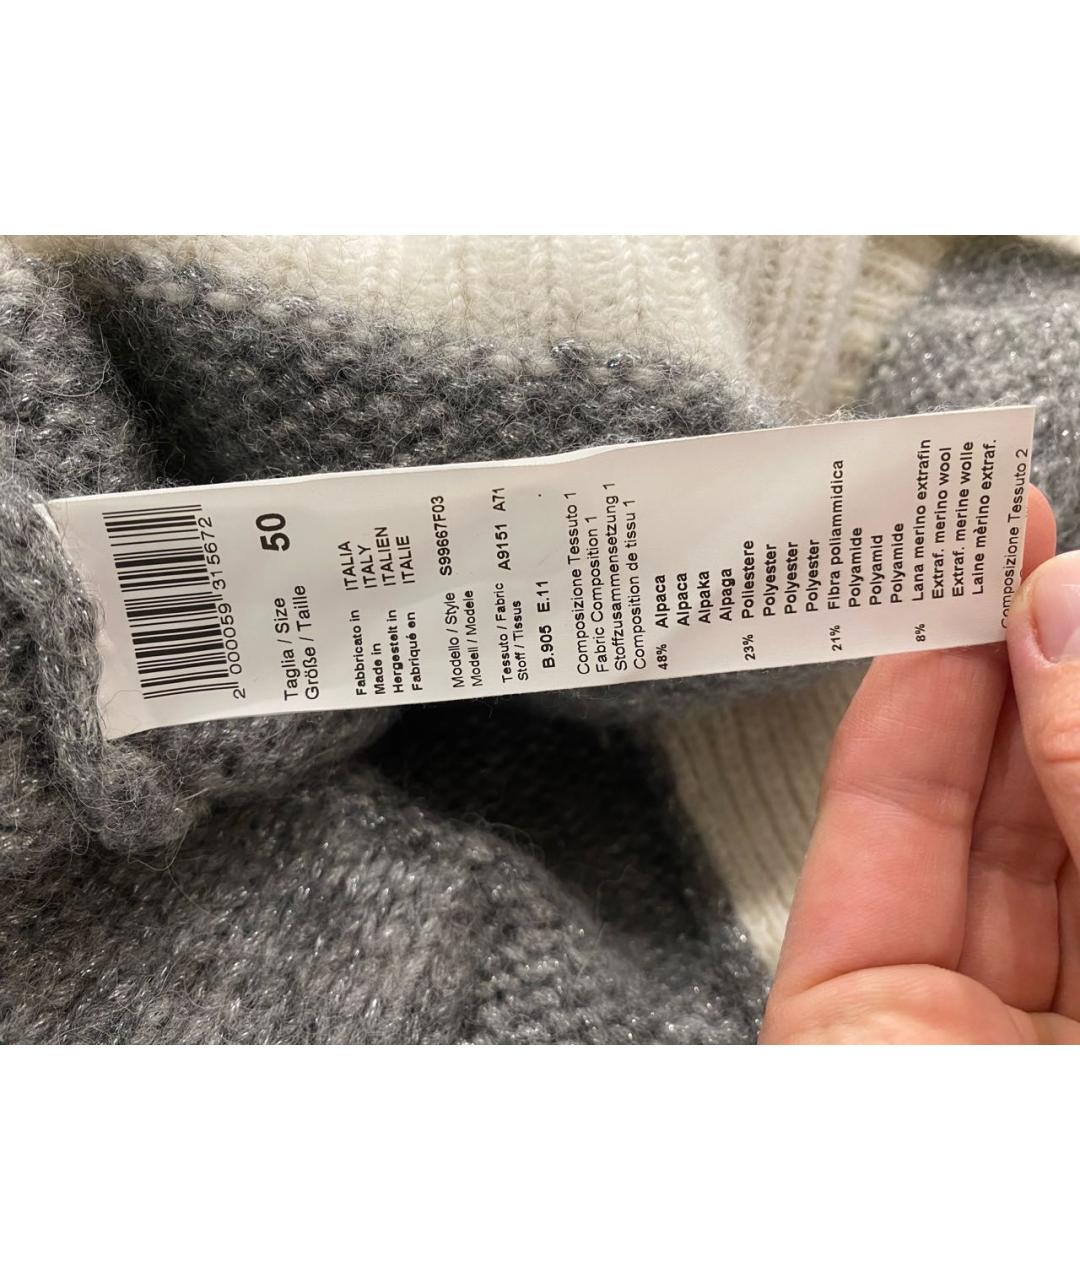 2 000059 315672
Taglia / Size
Größe / Taille
50
Fabbricato in ITALIA
Made in ITALY
Hergestelt in ITALIEN
Fabriqué en ITALIE
Modello / Style S99667F03
Modell / Modele
Tessuto / Fabric A9151 A71
Stoff / Tissus
B.905 E.11
Composizione Tessuto 1
Fabric Composition 1
Stoffzusammensetzung 1
Composition de tissu 1
48% Alpaca
Alpaca
Alpaka
Alpaga
23% Poliestere
Polyester
Polyester
Polyester
21% Fibra poliammidica
Polyamide
Polyamid
Polyamide
8% Lana merino extrafin
Extraf. merino wool
Extraf. merine wolle
Laine mèrino extraf.
Composizione Tessuto 2